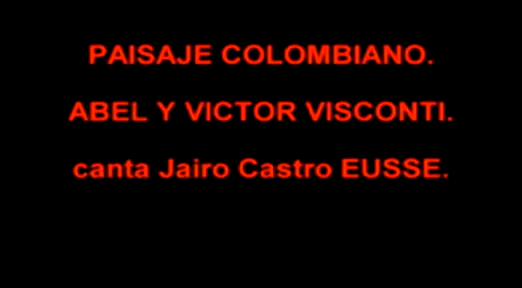 PAISAJE COLOMBIANO.
ABEL Y VICTOR VISCONTI.
canta Jairo Castro EUSSE.